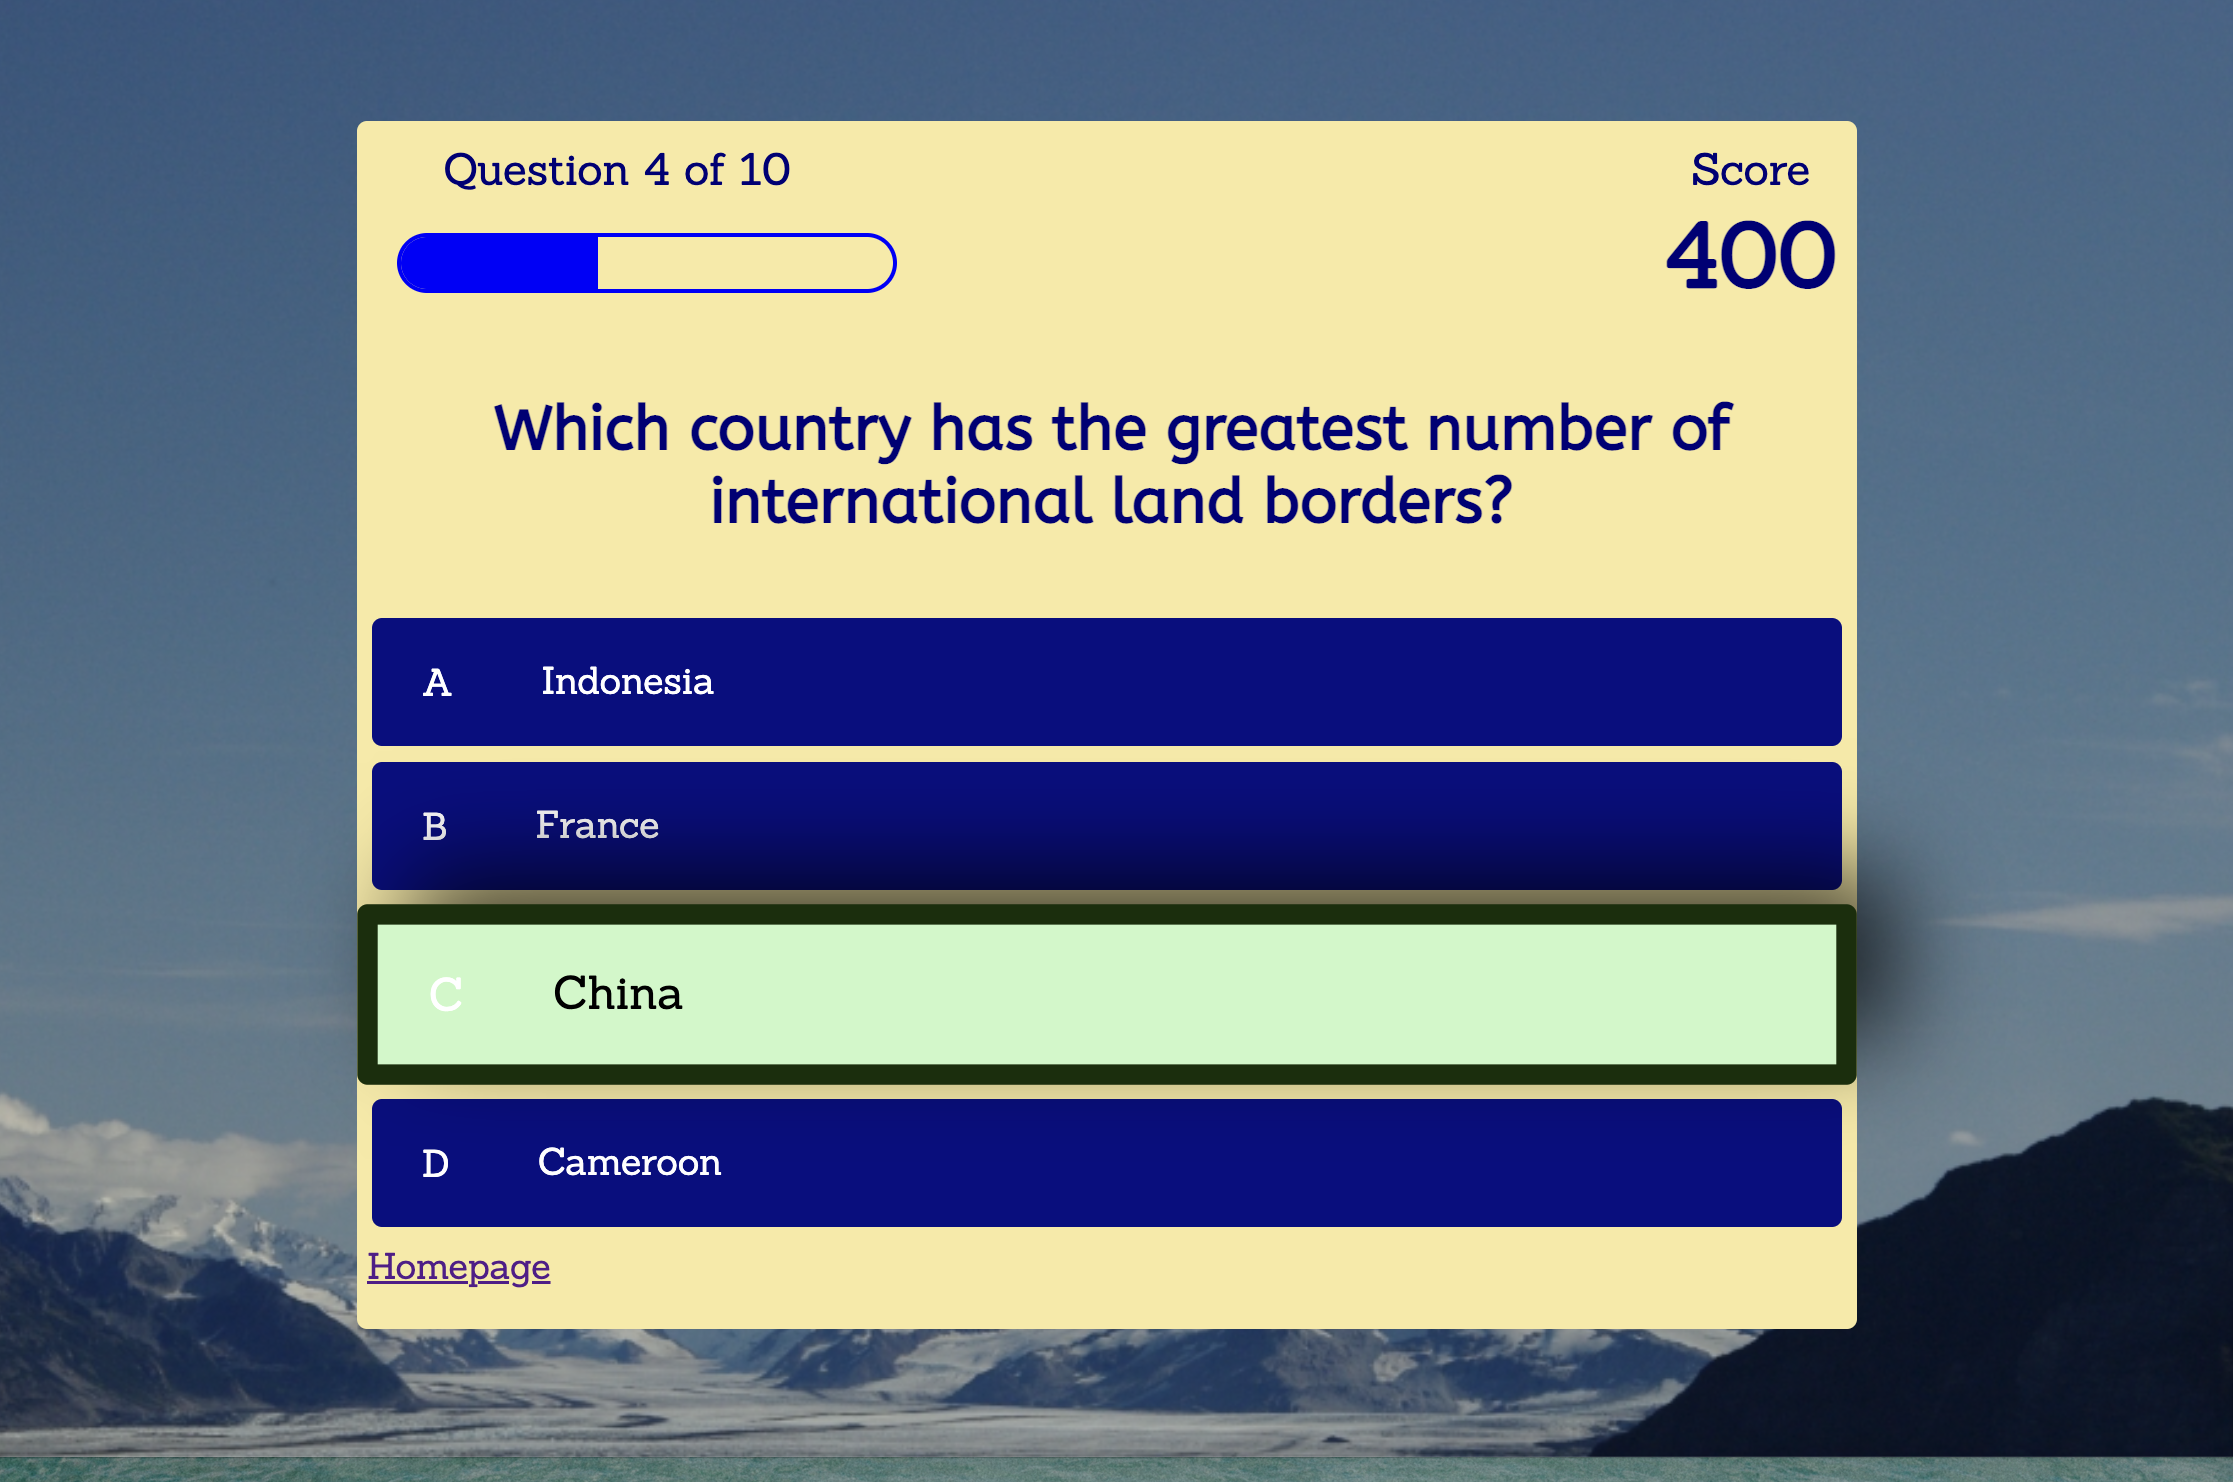 Question 4 of 10
Score
400
Which country has the greatest number of
international land borders?
A Indonesia
B France
C China
D Cameroon
Homepage